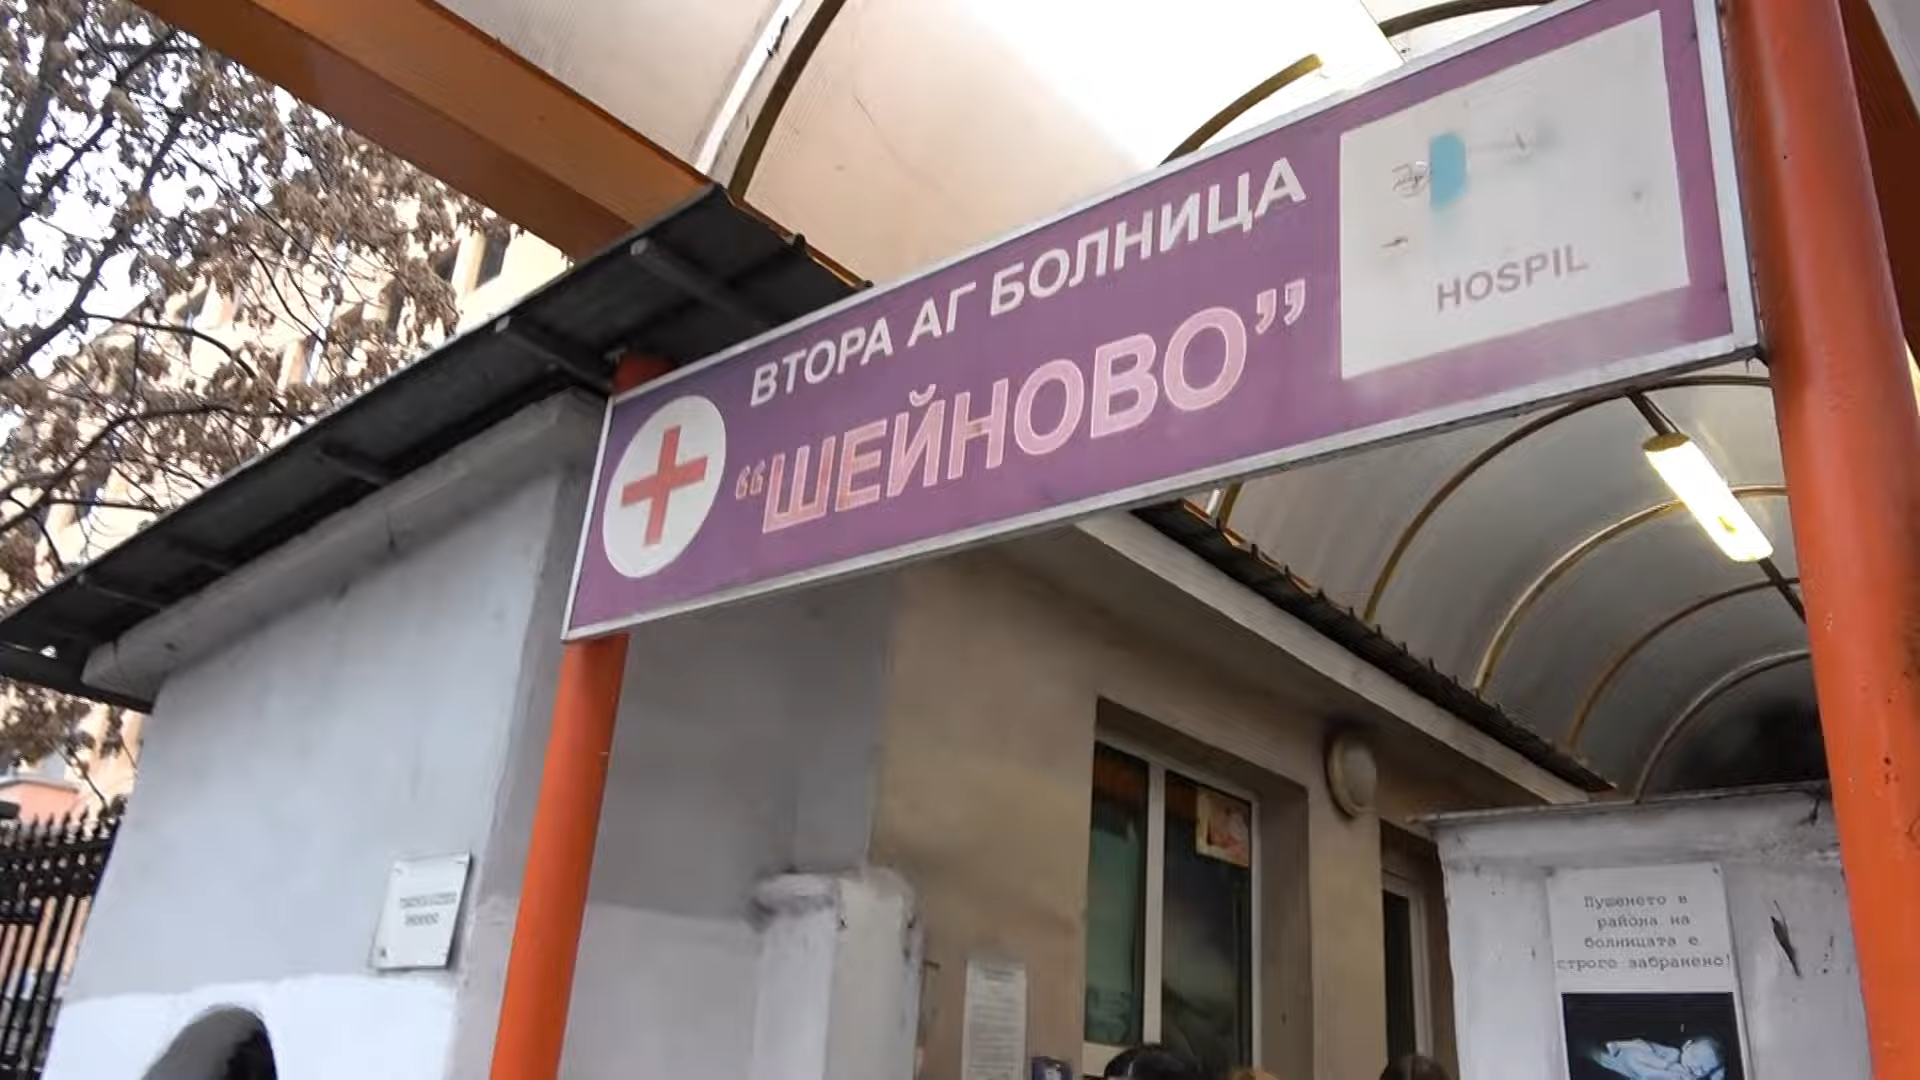 ВТОРА АГ БОЛНИЦА
“ШЕЙНОВО”
HOSPIL
Пушенето в
района на
болницата е
строго забранено!